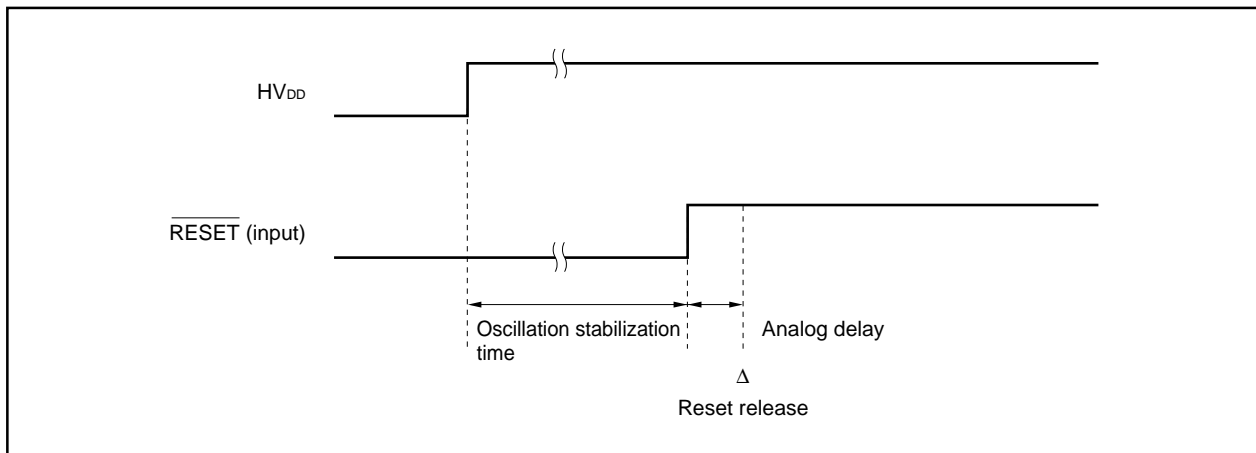 HVDD
RESET (input)
Oscillation stabilization
time
Analog delay
Δ
Reset release